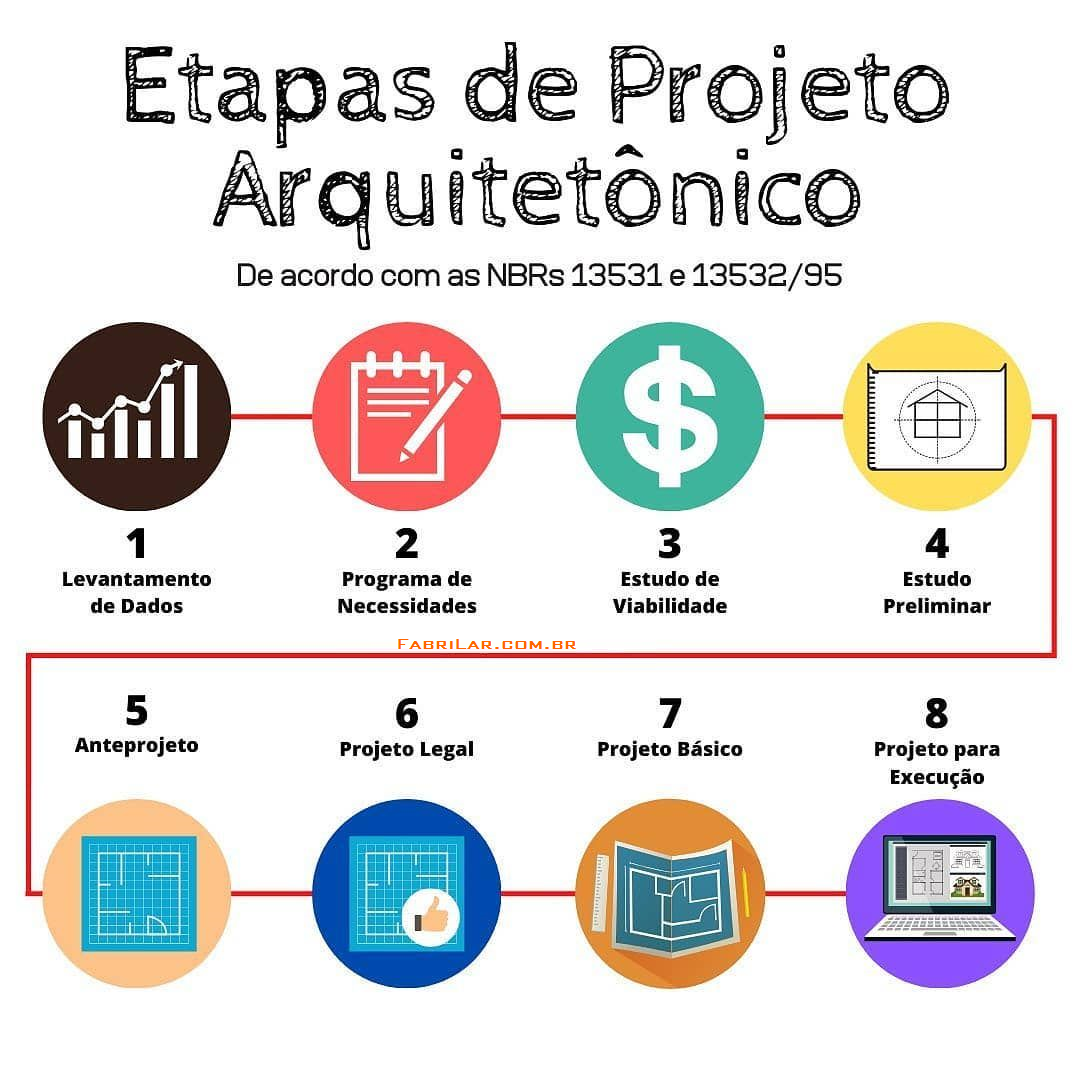 Etapas de Projeto
Arquitetônico
De acordo com as NBRs 13531 e 13532/95
1
Levantamento
de Dados
2
Programa de
Necessidades
3
Estudo de
Viabilidade
4
Estudo
Preliminar
FabriLar.com.br
5
Anteprojeto
6
Projeto Legal
7
Projeto Básico
8
Projeto para
Execução